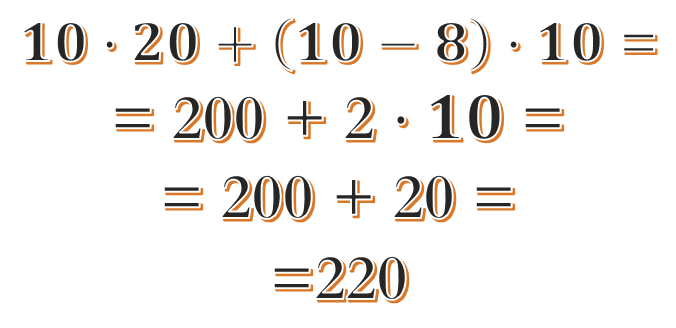 10 · 20 + (10 − 8) · 10 =
= 200 + 2 · 10 =
= 200 + 20 =
=220